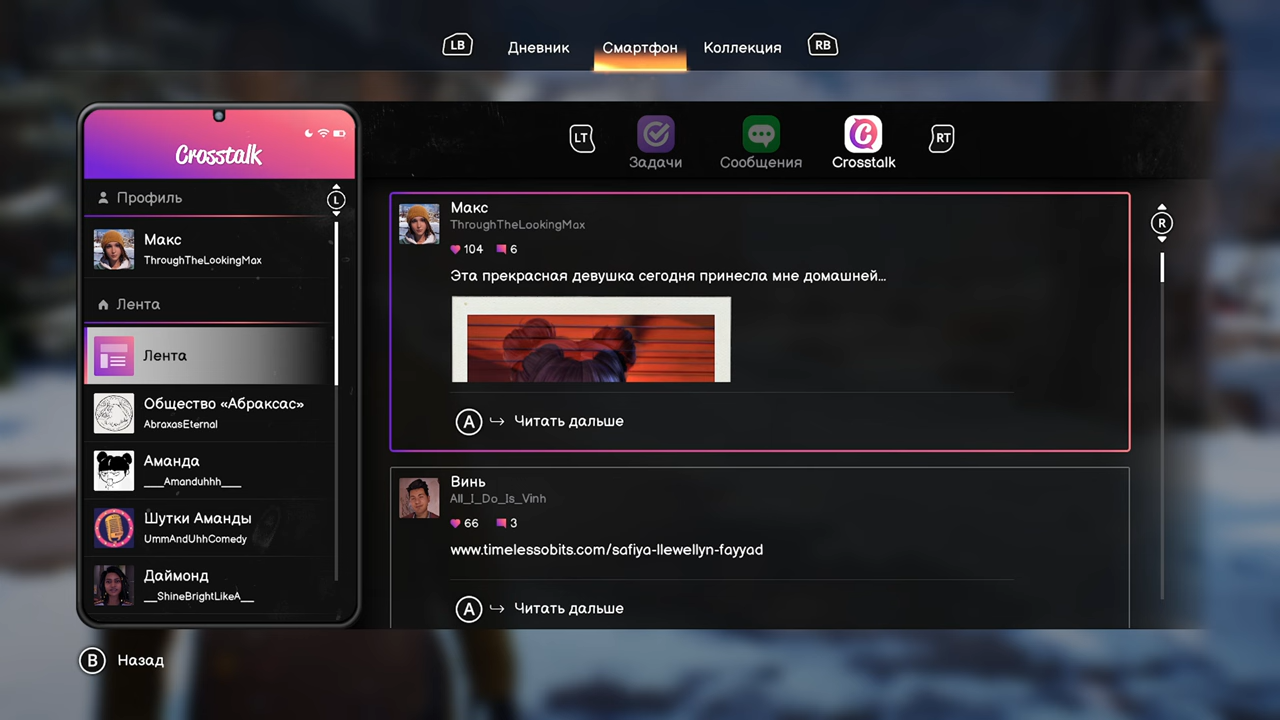 LB Дневник Смартфон Коллекция RB
Crosstalk
Профиль
L
Макс
ThroughTheLookingMax
Лента
Лента
Общество «Абраксас»
AbraxasEternal
Аманда
___Amanduhhh___
Шутки Аманды
UmmAndUhhComedy
Даймонд
__ShineBrightLikeA__
LT Задачи Сообщения Crosstalk RT
Макс
ThroughTheLookingMax
104 6
Эта прекрасная девушка сегодня принесла мне домашней...
A Читать дальше
R
Винь
All_I_Do_Is_Vinh
66 3
www.timelessobits.com/safiya-llewellyn-fayyad
A Читать дальше
B Назад